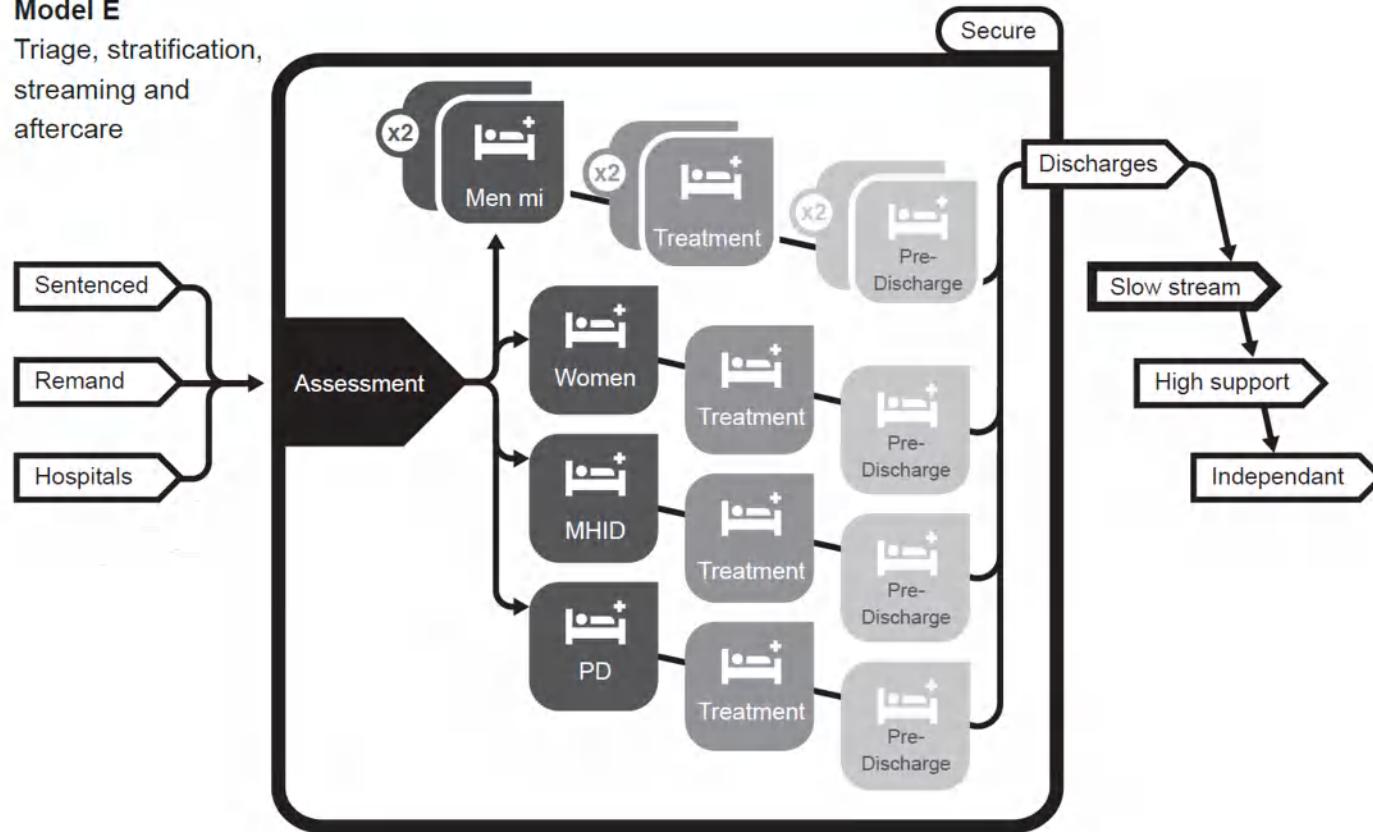 Model E
Triage, stratification,
streaming and
aftercare
Secure
Sentenced
Remand
Hospitals
Assessment
x2
Men mi
x2
Treatment
x2
Pre-
Discharge
Women
Treatment
Pre-
Discharge
MHID
Treatment
Pre-
Discharge
PD
Treatment
Pre-
Discharge
Discharges
Slow stream
High support
Independant